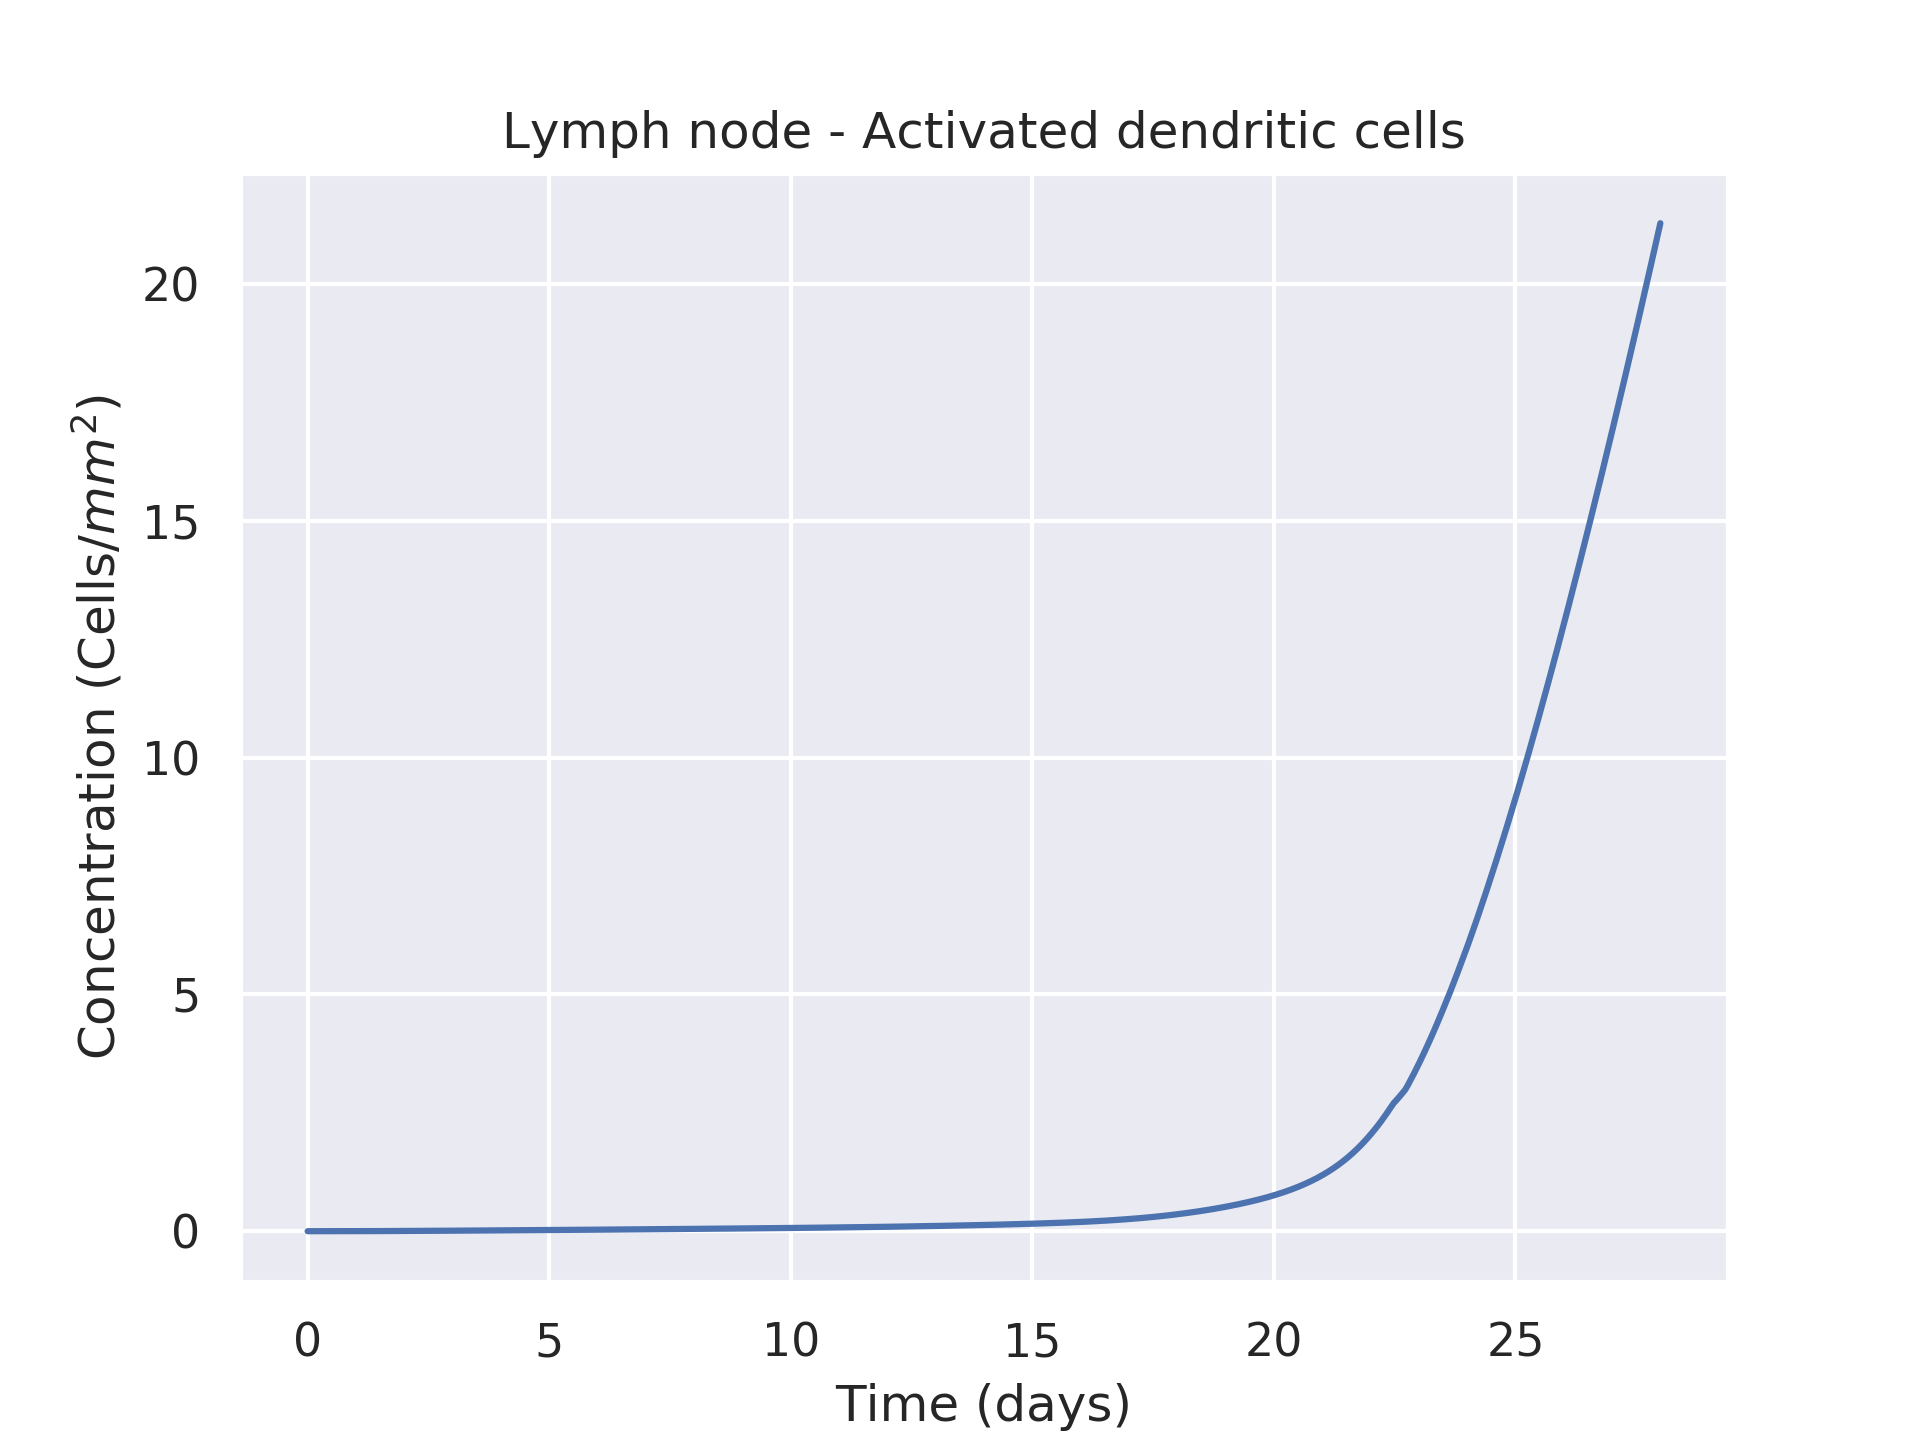 Lymph node - Activated dendritic cells
Concentration (Cells/mm²)
20
15
10
5
0
0 5 10 15 20 25
Time (days)